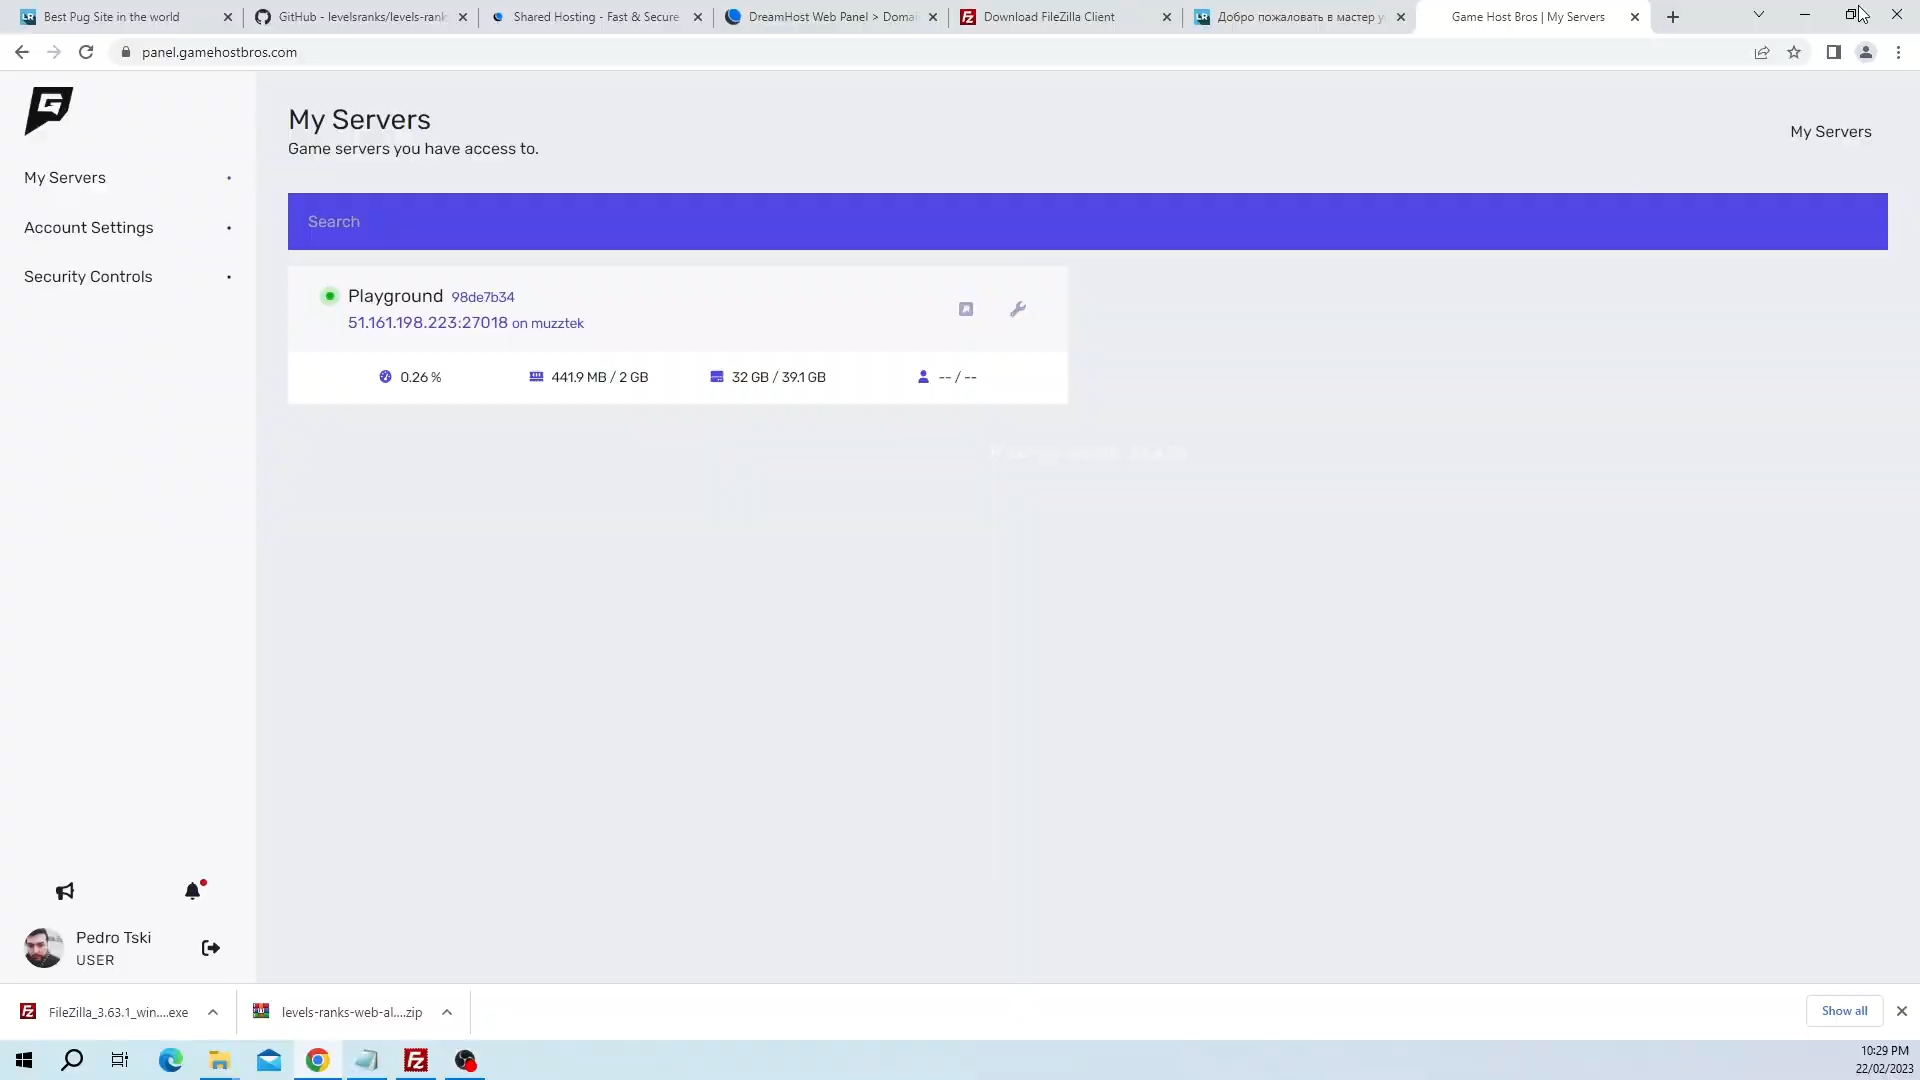 Best Pug Site in the world
GitHub - levelsranks/levels-rank
Shared Hosting - Fast & Secure
DreamHost Web Panel > Domai
Download FileZilla Client
Добро пожаловать в мастер у
Game Host Bros | My Servers
panel.gamehostbros.com
My Servers
Game servers you have access to.
My Servers
My Servers
Account Settings
Security Controls
Search
Playground 98de7b34
51.161.198.223:27018 on muzztek
0.26 %
441.9 MB / 2 GB
32 GB / 39.1 GB
-- / --
Pedro Tski
USER
FileZilla_3.63.1_win....exe
levels-ranks-web-al....zip
Show all
10:29 PM
22/02/2023